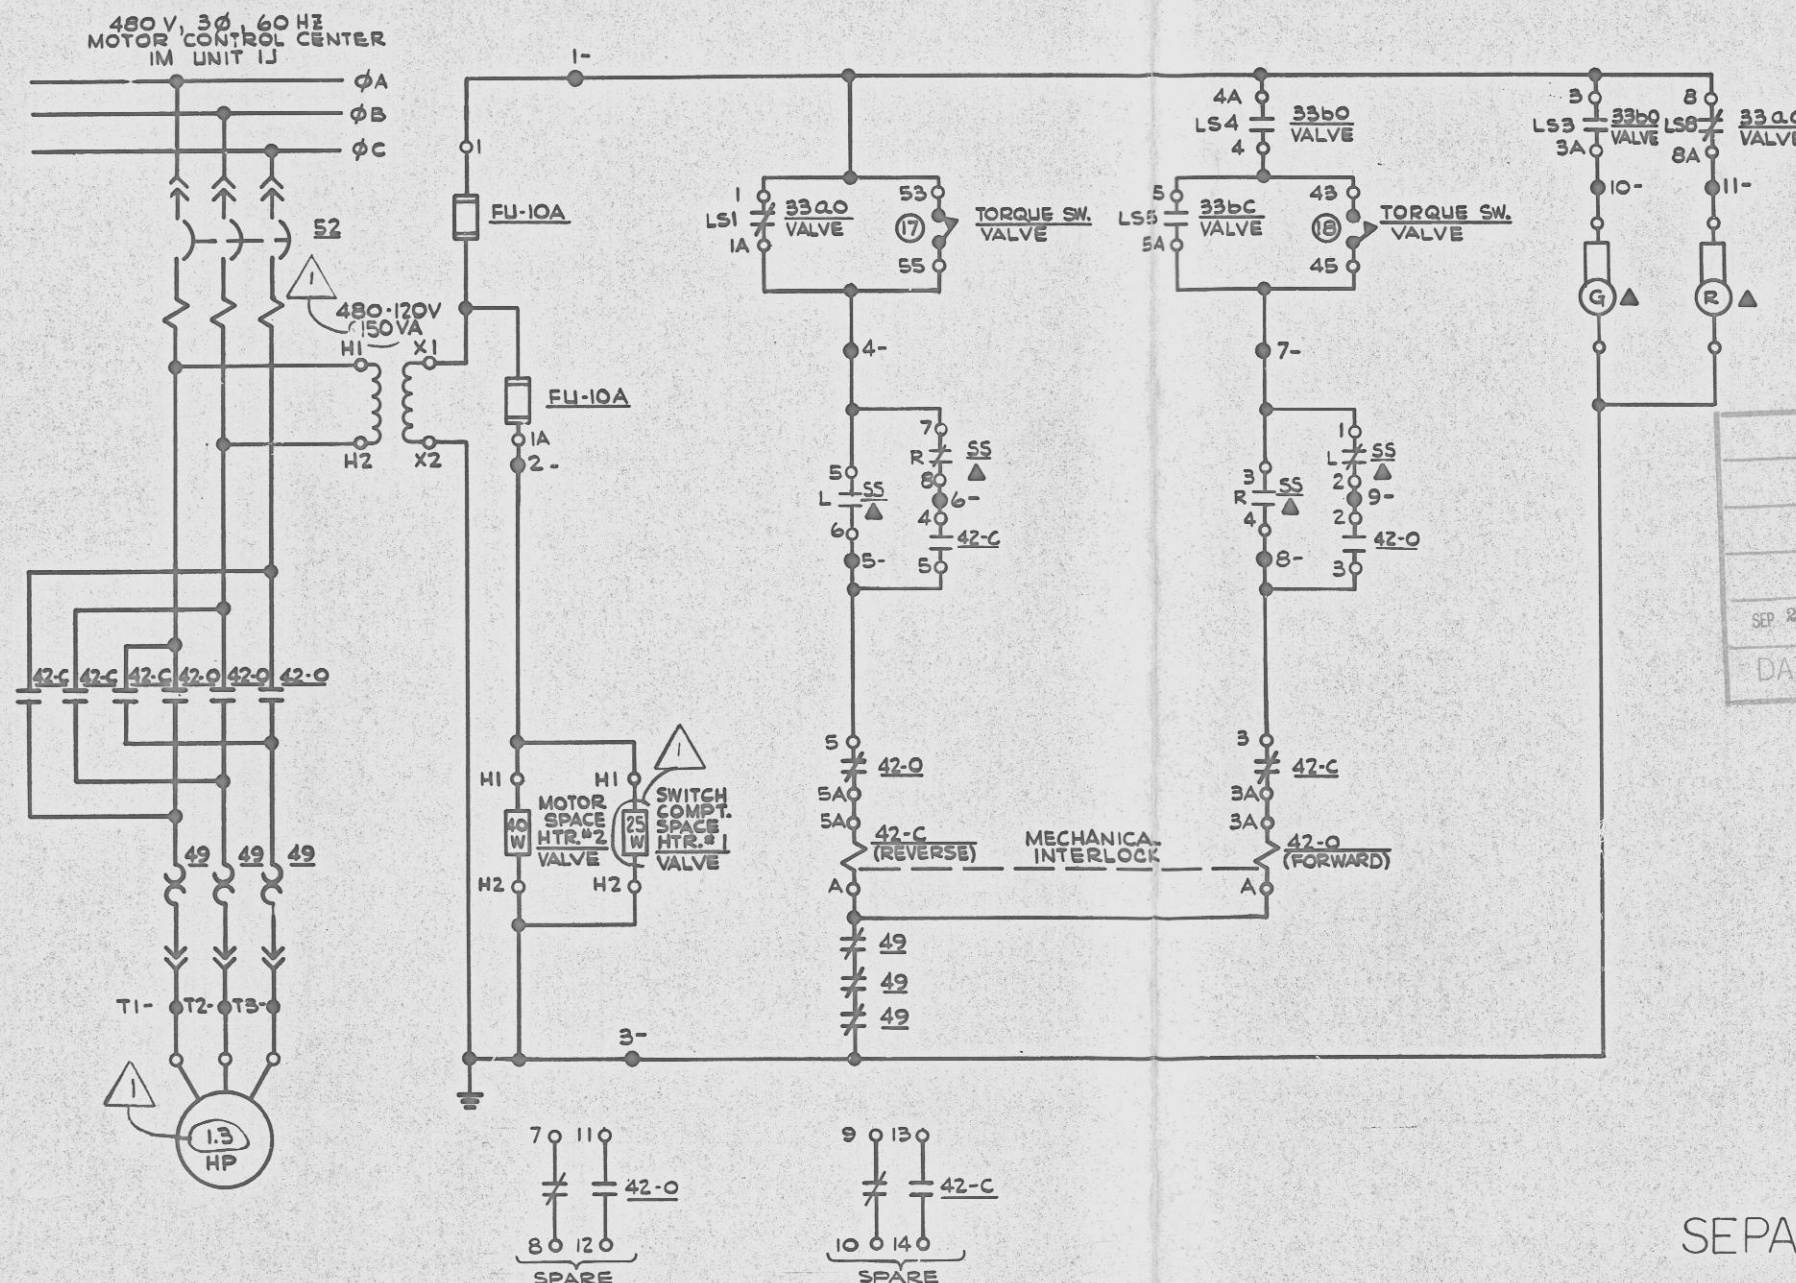 480 V, 3Ø, 60 HZ
MOTOR CONTROL CENTER
1M UNIT 1J
ØA
ØB
ØC
52
1
480-120V
150VA
H1
X1
H2
X2
1-
1
FU-10A
FU-10A
1A
2-
42-C
42-C
42-C
42-O
42-O
42-O
49
49
49
T1-
T2-
T3-
1
1.3
HP
H1
H1
1
40
W
MOTOR
SPACE
HTR.#2
VALVE
25
W
SWITCH
COMPT.
SPACE
HTR.#1
VALVE
H2
H2
3-
1
LS1
1A
33ao
VALVE
53
17
55
TORQUE SW.
VALVE
4-
5
L
SS
6
5-
7
R
SS
8
6-
4
42-C
5
5
42-O
5A
5A
42-C
(REVERSE)
A
MECHANICAL
INTERLOCK
49
49
49
4A
LS4
33bO
VALVE
4
5
LS5
5A
33bC
VALVE
43
18
45
TORQUE SW.
VALVE
7-
3
R
SS
4
8-
1
L
SS
2
9-
2
42-O
3
3
42-C
3A
3A
42-O
(FORWARD)
A
3
LS3
33bO
VALVE
3A
10-
G
8
LS8
33ao
VALVE
8A
11-
R
SEP 2
DA
7
11
42-O
8
12
SPARE
9
13
42-C
10
14
SPARE
SEPA